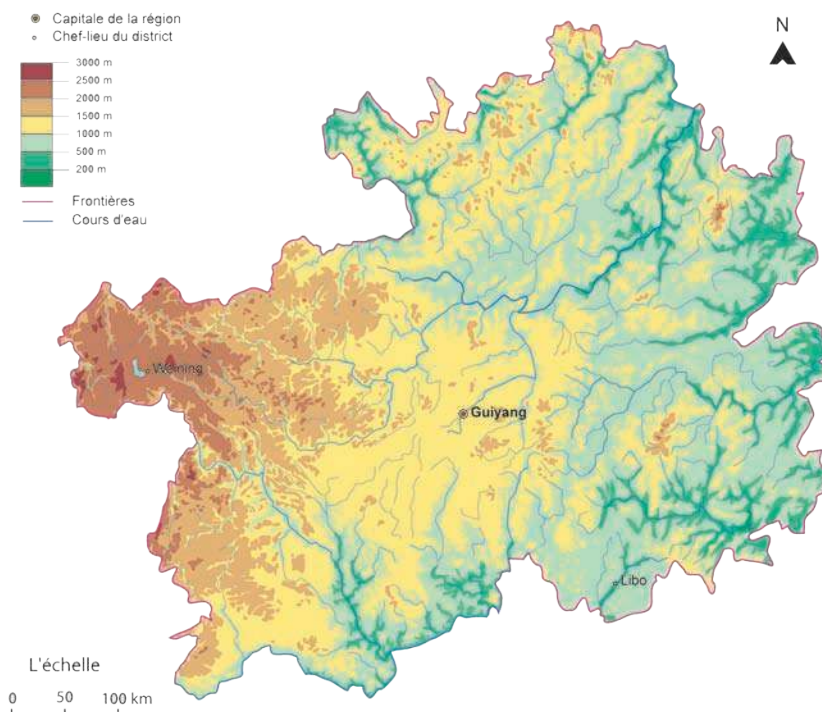 Capitale de la région
Chef-lieu du district
N
3000 m
2500 m
2000 m
1500 m
1000 m
500 m
200 m
Frontières
Cours d'eau
Weining
Guiyang
Libo
L'échelle
0 50 100 km